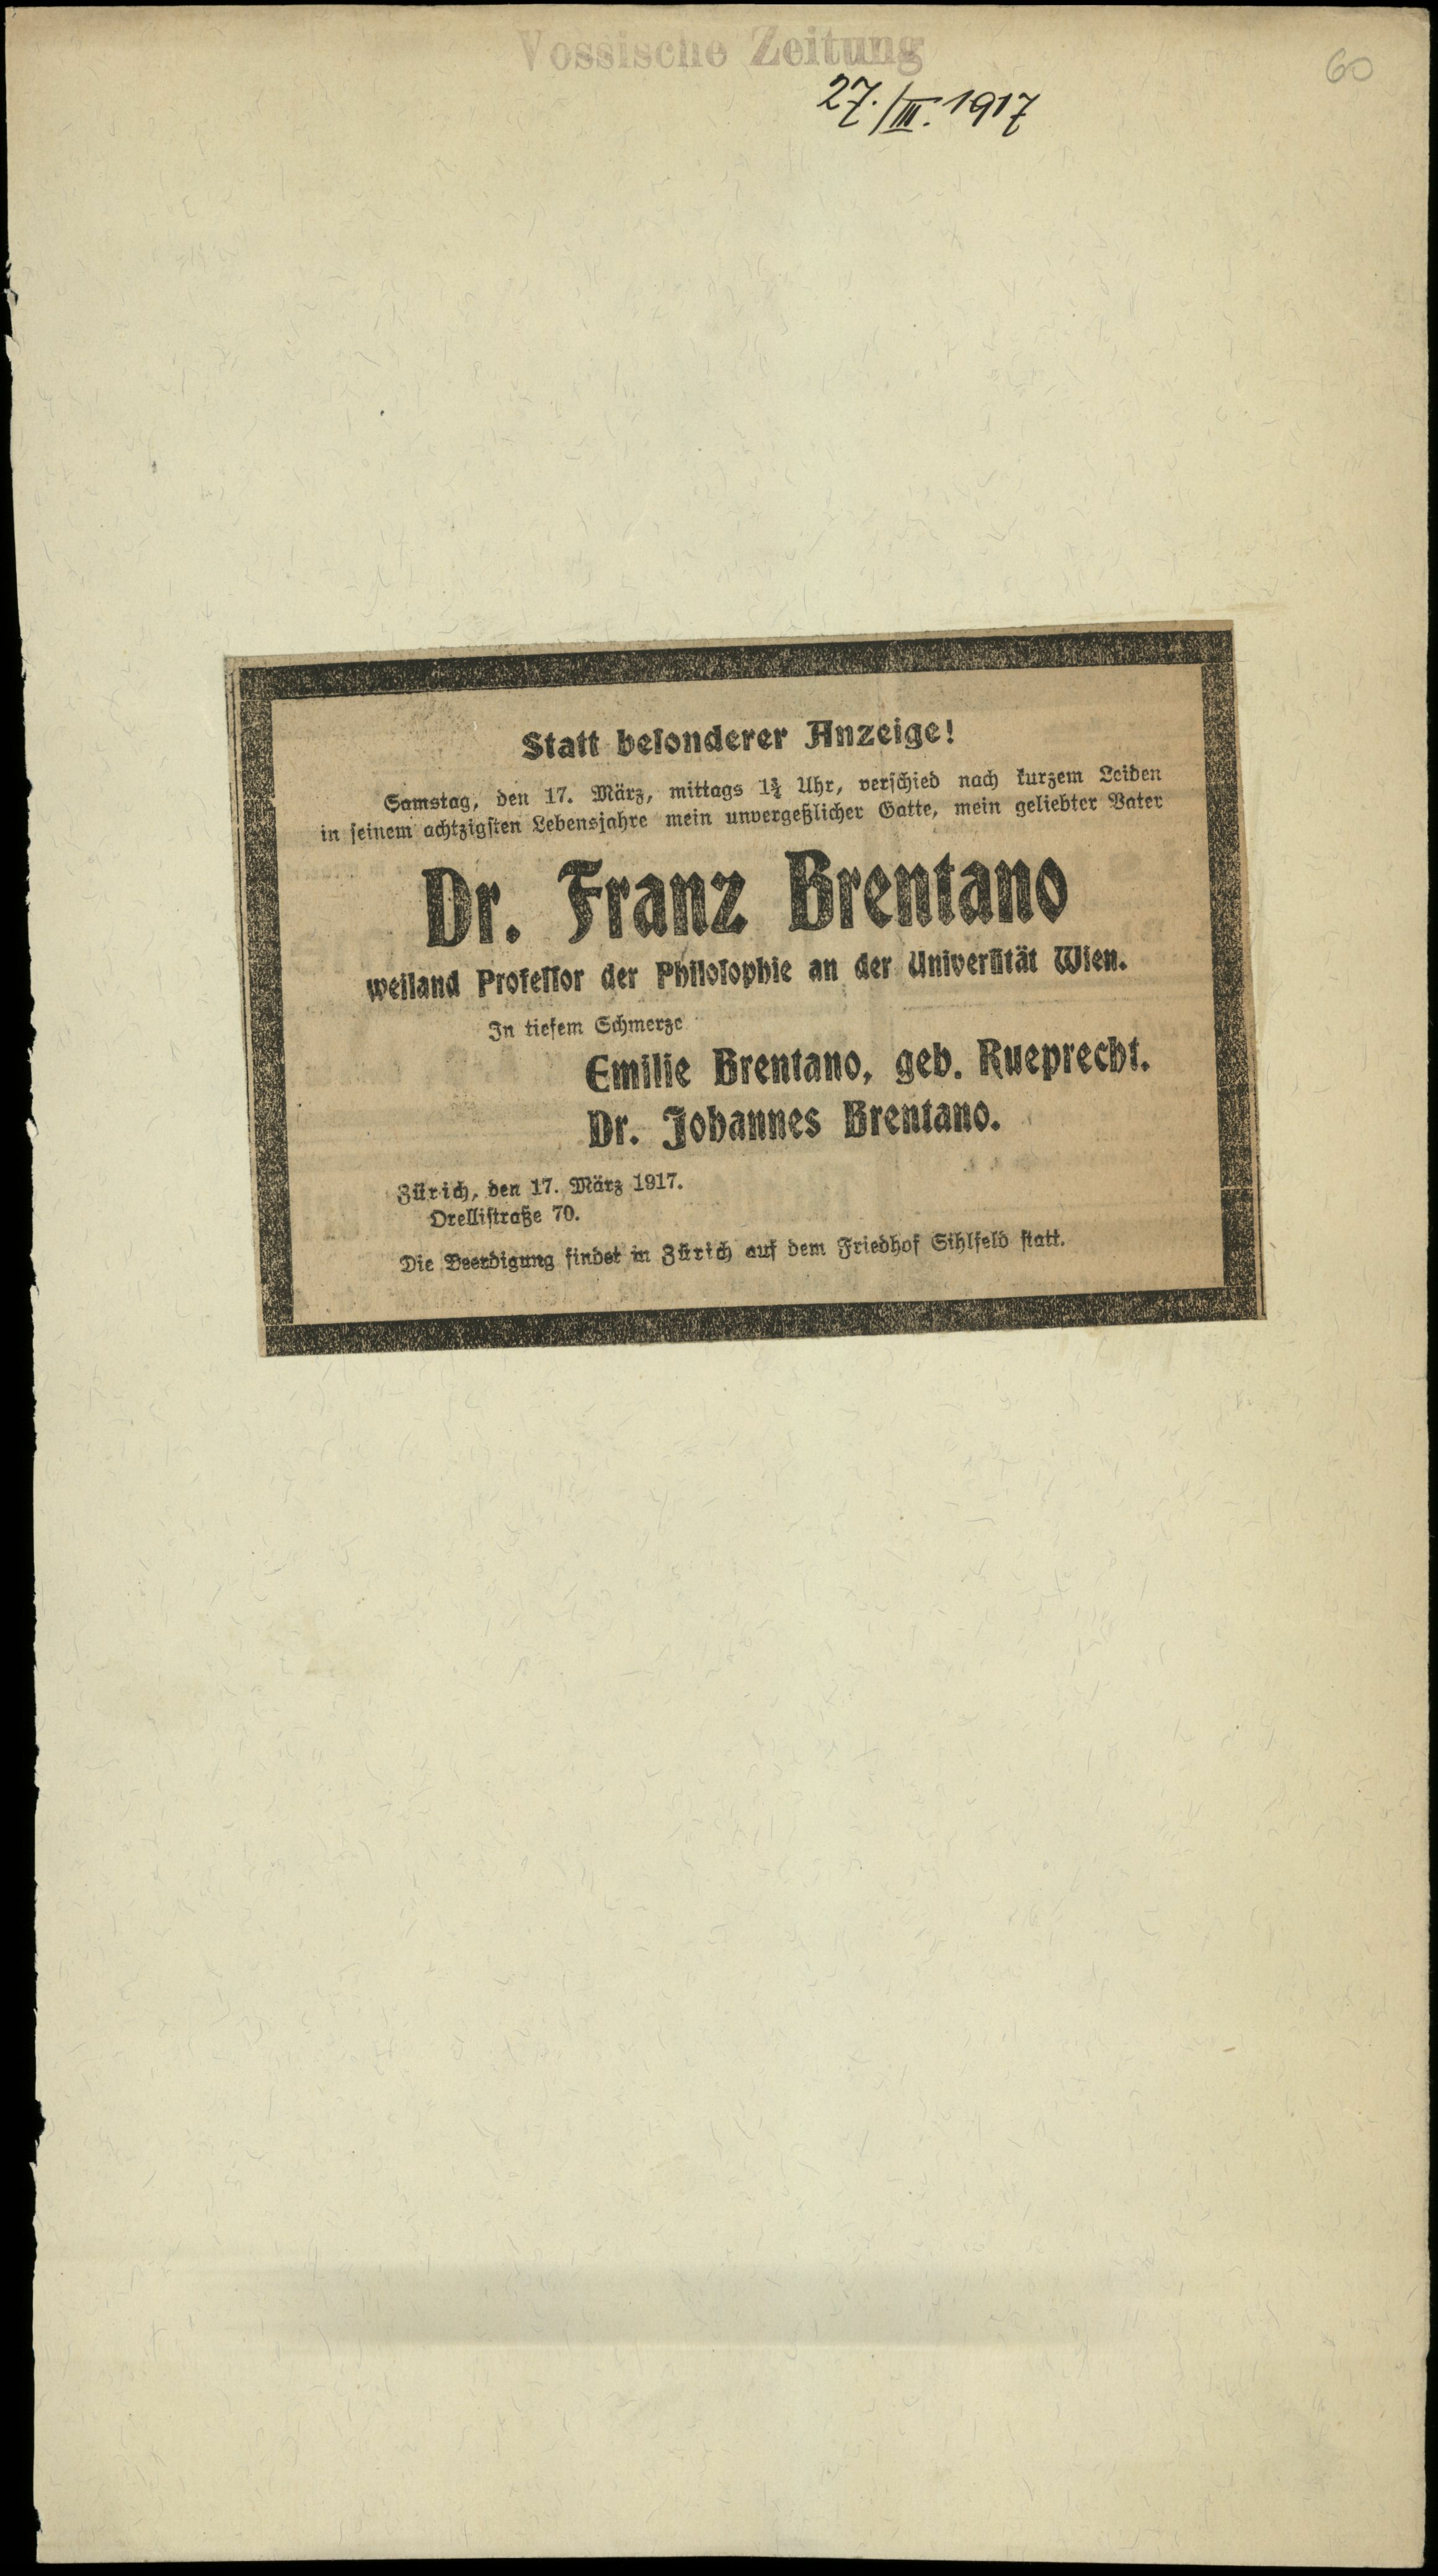 Vossische Zeitung
60
27./III. 1917
Statt besonderer Anzeige!
Samstag, den 17. März, mittags 1¾ Uhr, verschied nach kurzem Leiden
in seinem achtzigsten Lebensjahre mein unvergeßlicher Gatte, mein geliebter Vater
Dr. Franz Brentano
weiland Professor der Philosophie an der Universität Wien.
In tiefem Schmerze
Emilie Brentano, geb. Rueprecht.
Dr. Johannes Brentano.
Zürich, den 17. März 1917.
Orellistraße 70.
Die Beerdigung findet in Zürich auf dem Friedhof Sihlfeld statt.